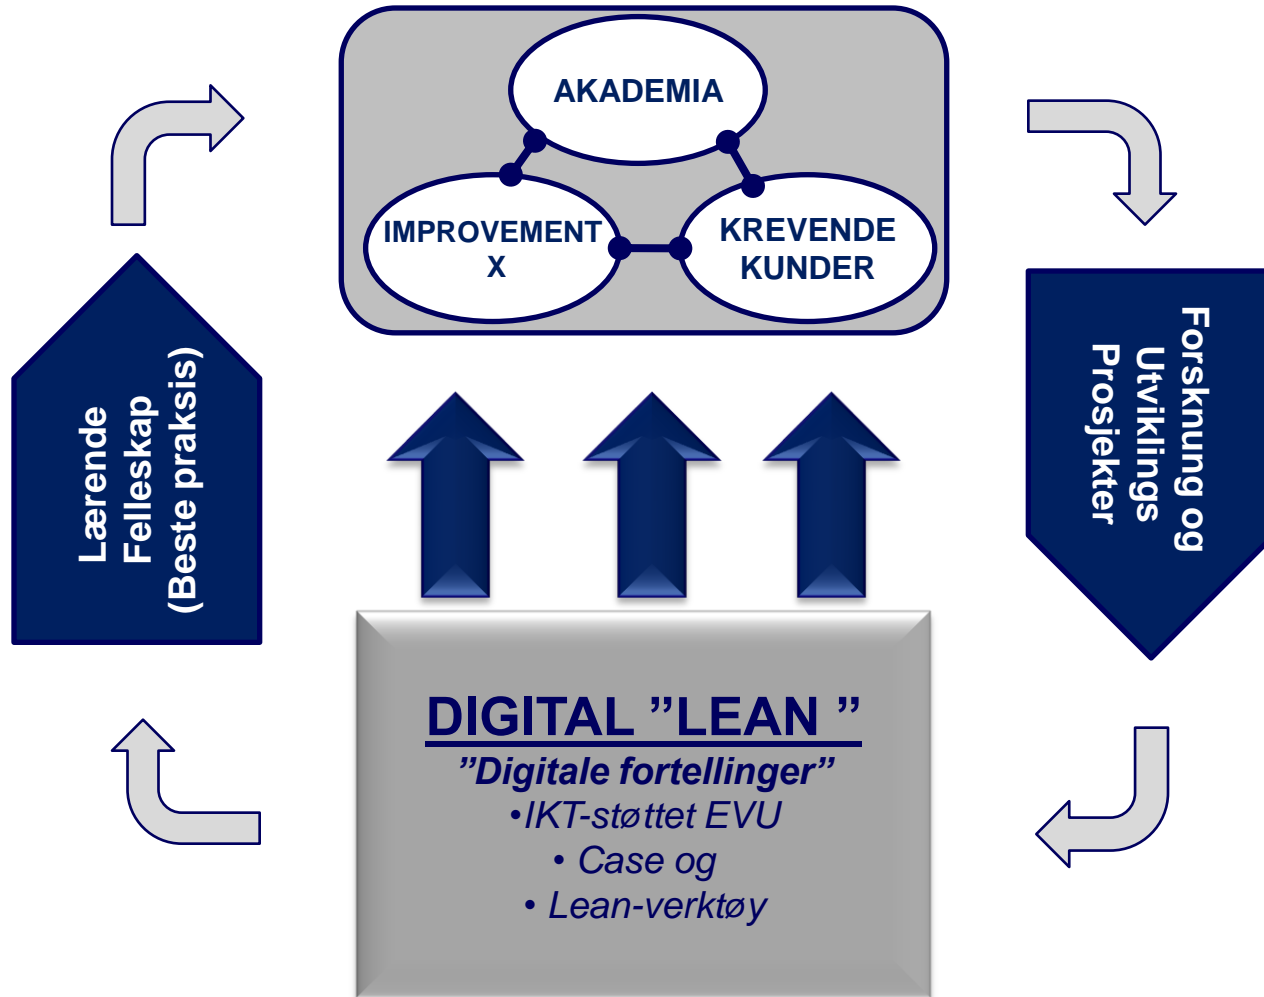 AKADEMIA
IMPROVEMENT
X
KREVENDE
KUNDER
Lærende
Felleskap
(Beste praksis)
Forsknung og
Utviklings
Prosjekter
DIGITAL ”LEAN ”
”Digitale fortellinger”
•IKT-støttet EVU
• Case og
• Lean-verktøy